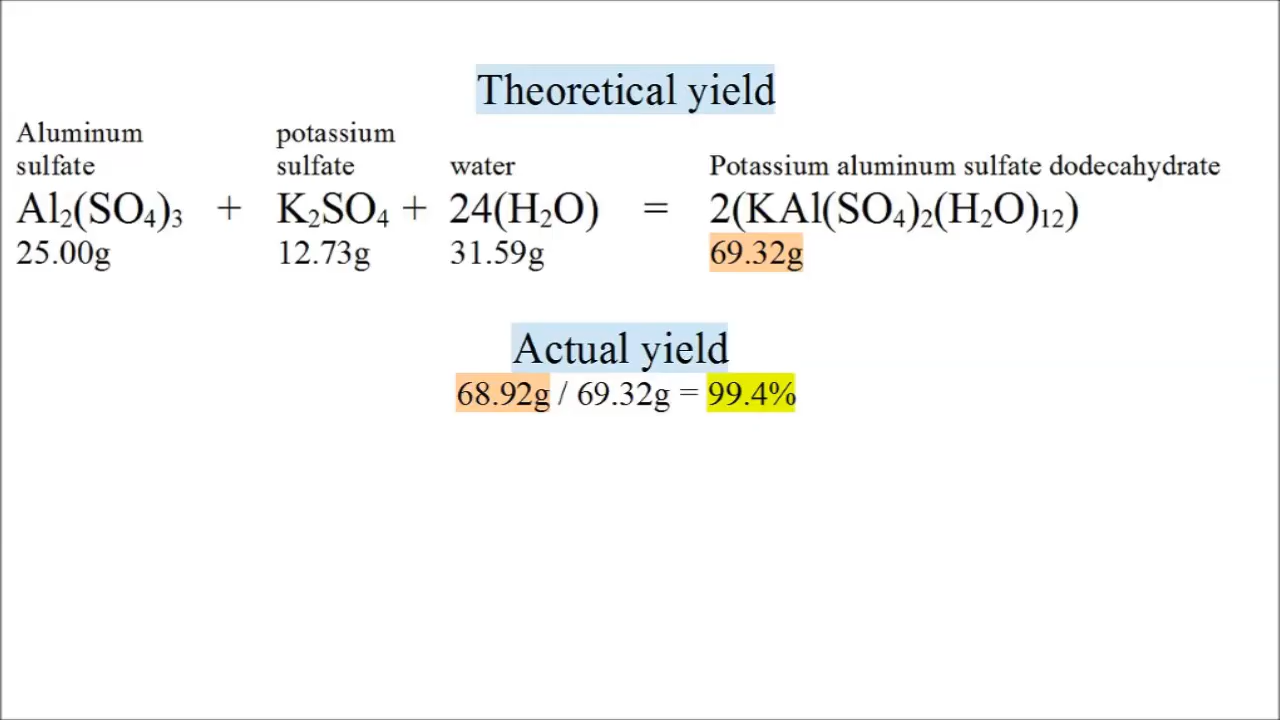 Theoretical yield
Aluminum potassium
sulfate sulfate water Potassium aluminum sulfate dodecahydrate
Al₂(SO₄)₃ + K₂SO₄ + 24(H₂O) = 2(KAl(SO₄)₂(H₂O)₁₂)
25.00g 12.73g 31.59g 69.32g
Actual yield
68.92g / 69.32g = 99.4%